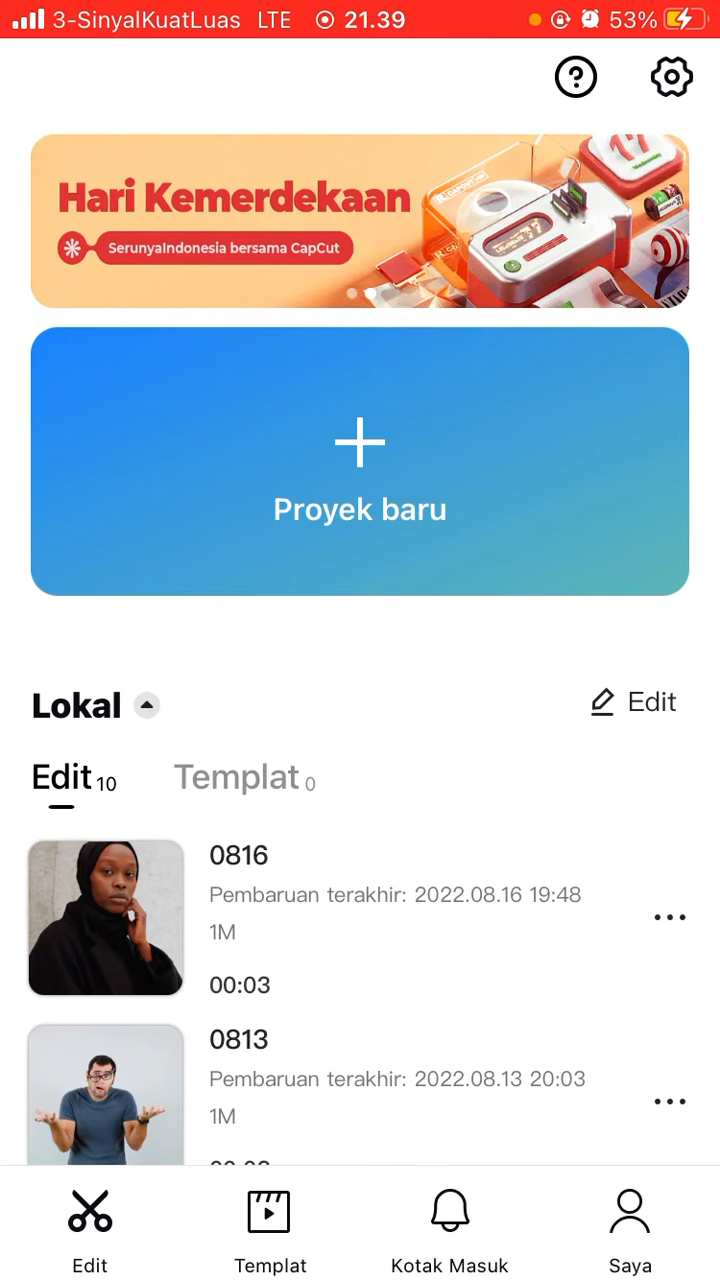 3-SinyalKuatLuas LTE 21.39 53%
Hari Kemerdekaan
SerunyaIndonesia bersama CapCut
17
Proyek baru
Lokal
Edit
Edit 10 Templat 0
0816
Pembaruan terakhir: 2022.08.16 19:48
1M
00:03
0813
Pembaruan terakhir: 2022.08.13 20:03
1M
Edit Templat Kotak Masuk Saya